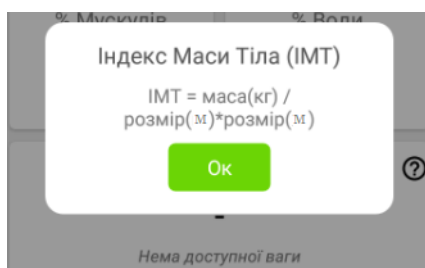 % Мускулів % Води
Індекс Маси Тіла (ІМТ)
ІМТ = маса(кг) /
розмір(м)*розмір(м)
Ок
?
-
Нема доступної ваги